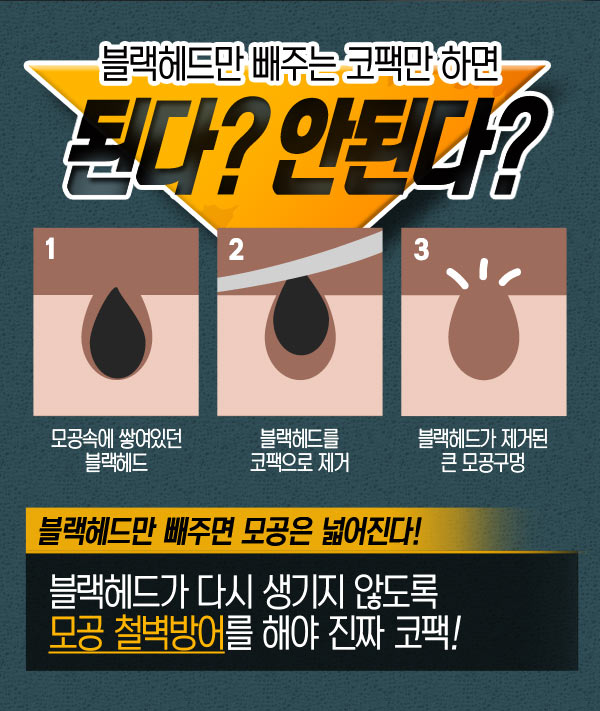 블랙헤드만 빼주는 코팩만 하면
된다? 안된다?
1
2
3
모공속에 쌓여있던
블랙헤드
블랙헤드를
코팩으로 제거
블랙헤드가 제거된
큰 모공구멍
블랙헤드만 빼주면 모공은 넓어진다!
블랙헤드가 다시 생기지 않도록
모공 철벽방어를 해야 진짜 코팩!